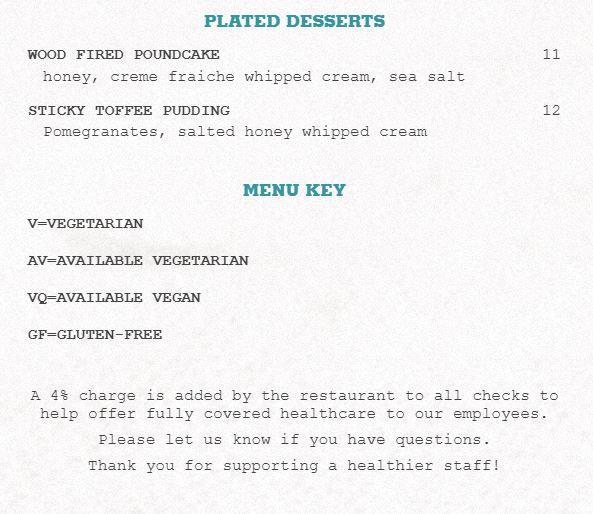 PLATED DESSERTS
WOOD FIRED POUNDCAKE 11
honey, creme fraiche whipped cream, sea salt
STICKY TOFFEE PUDDING 12
Pomegranates, salted honey whipped cream
MENU KEY
V=VEGETARIAN
AV=AVAILABLE VEGETARIAN
VQ=AVAILABLE VEGAN
GF=GLUTEN-FREE
A 4% charge is added by the restaurant to all checks to
help offer fully covered healthcare to our employees.
Please let us know if you have questions.
Thank you for supporting a healthier staff!